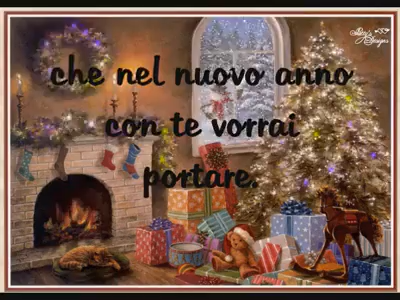 che nel nuovo anno
con te vorrai
portare.